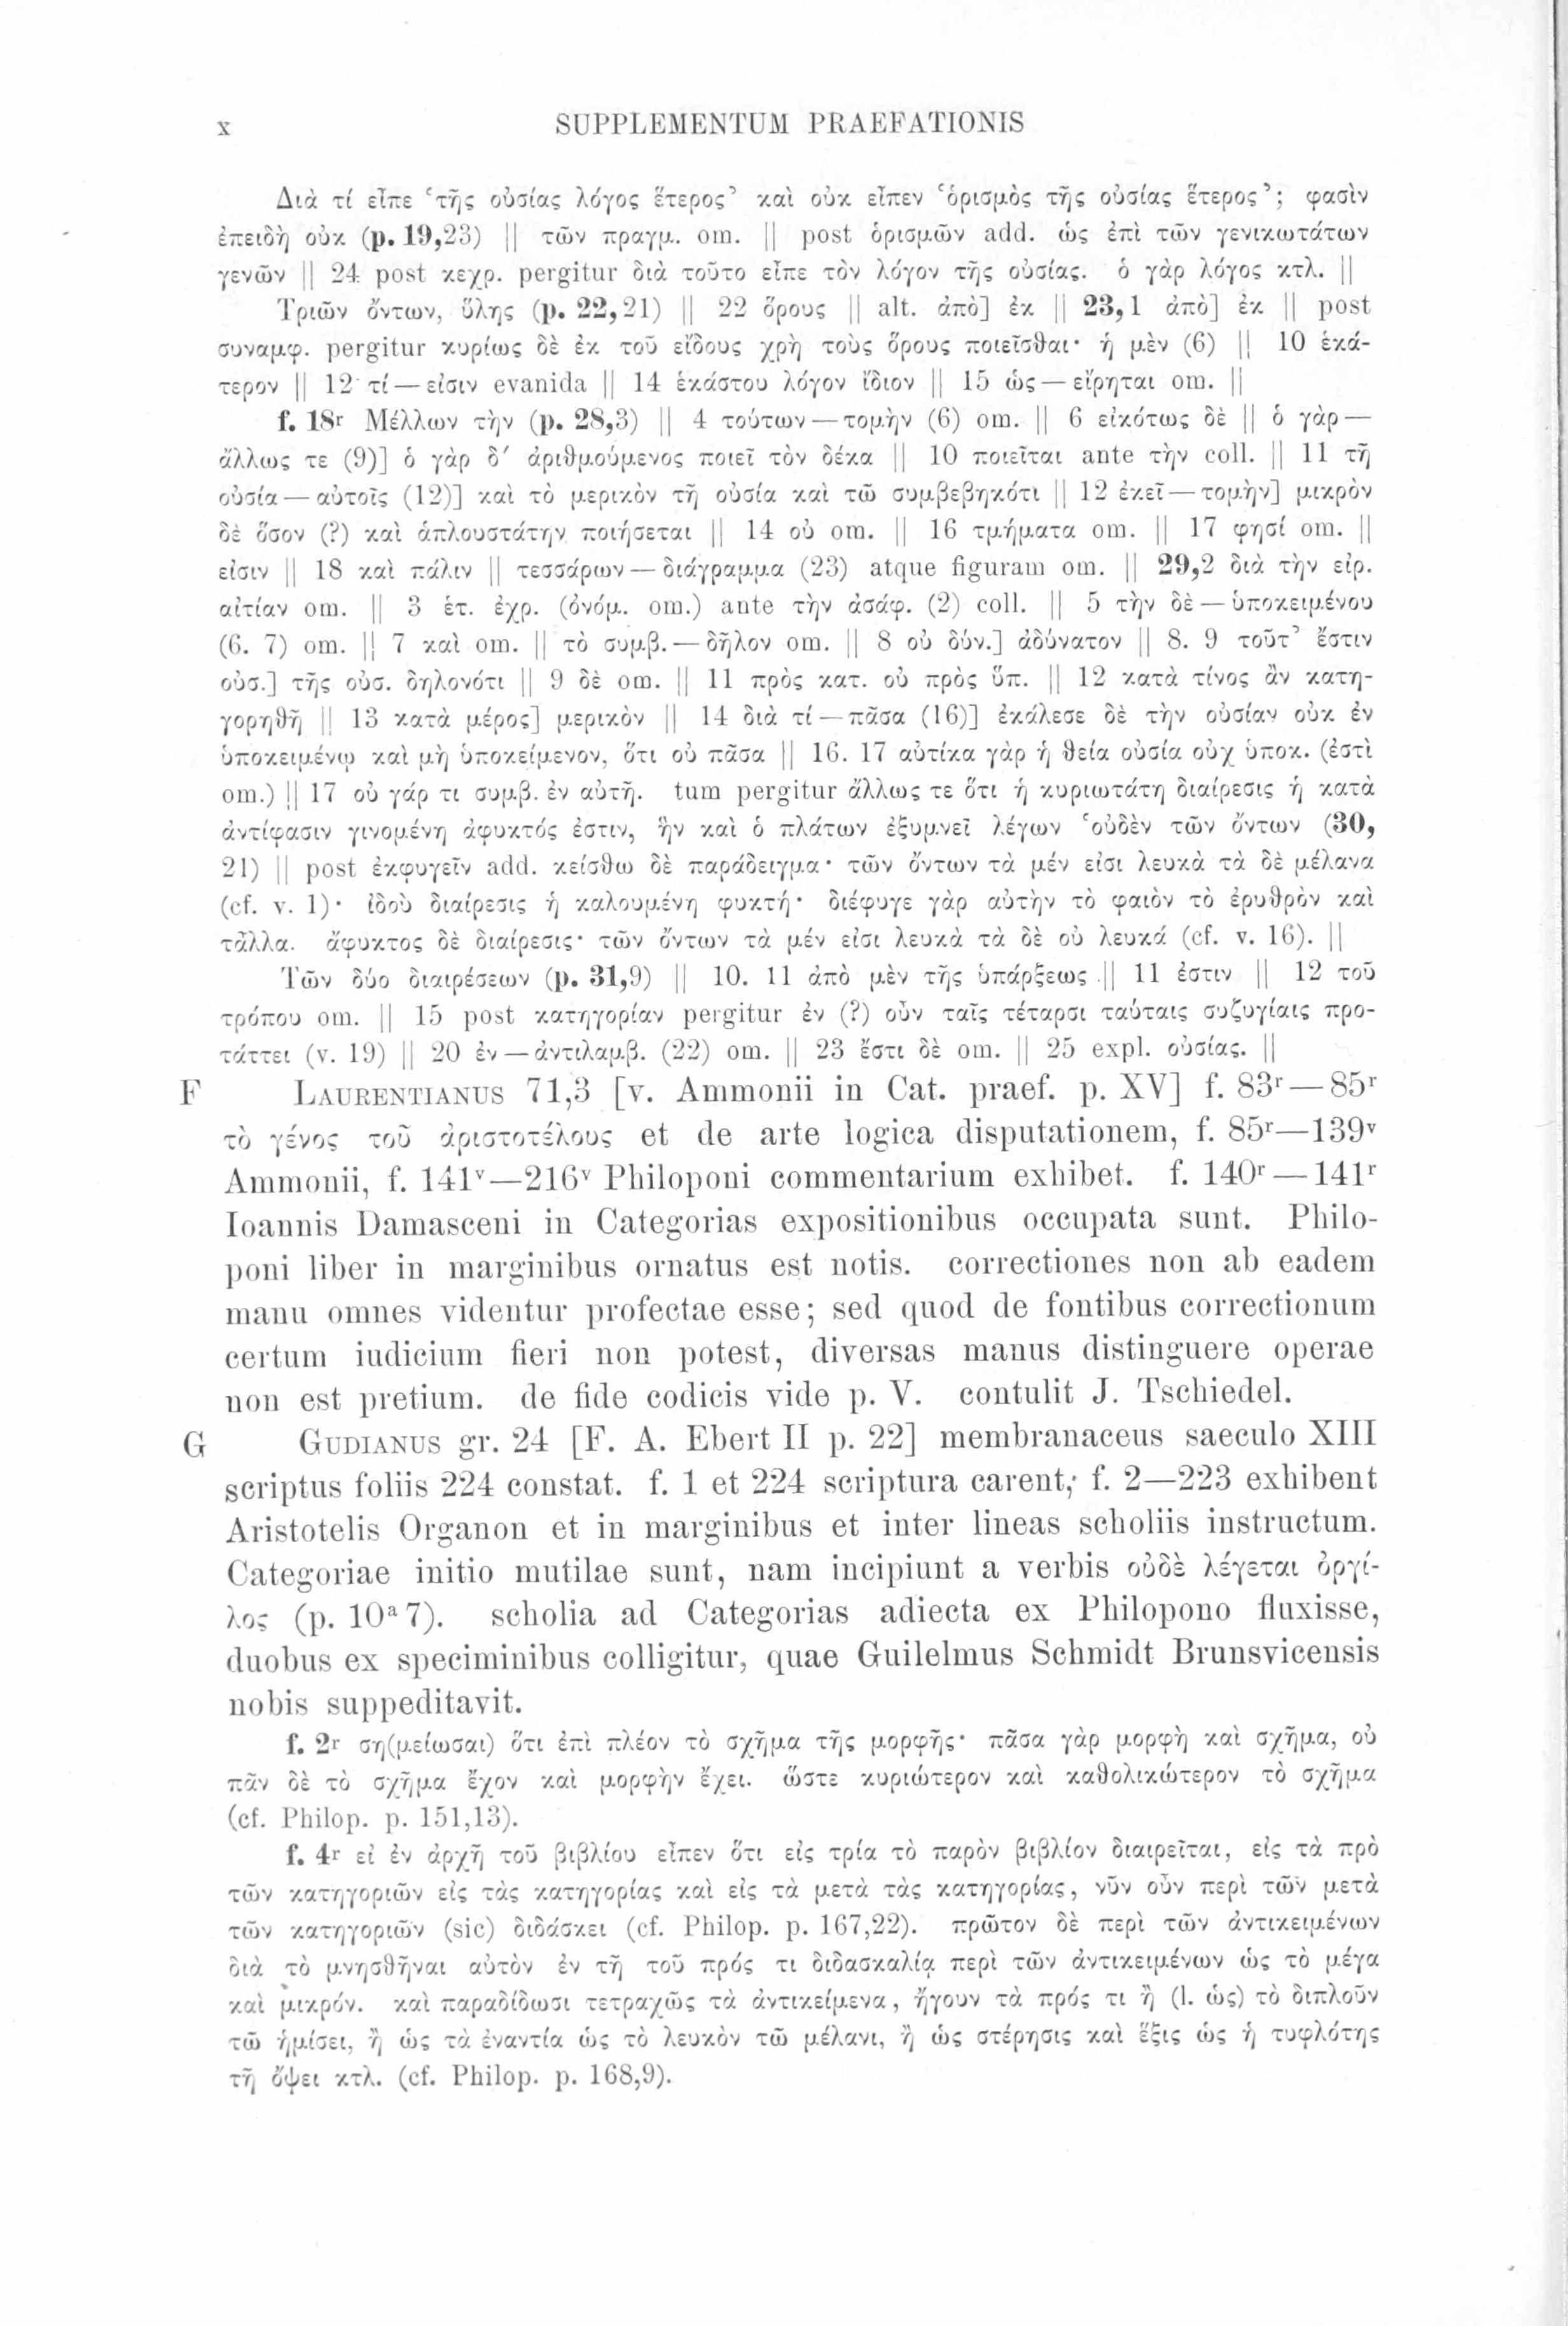 x SUPPLEMENTUM PRAEFATIONIS
Διὰ τί εἶπε ‘τῆς οὐσίας λόγος ἕτερος’ καὶ οὐκ εἶπεν ‘ὁρισμὸς τῆς οὐσίας ἕτερος’; φασὶν
ἐπειδὴ οὐκ (p. 19,23) || τῶν πραγμ. om. || post ὁρισμῶν add. ὡς ἐπὶ τῶν γενικωτάτων
γενῶν || 24 post κεχρ. pergitur διὰ τοῦτο εἶπε τὸν λόγον τῆς οὐσίας. ὁ γὰρ λόγος κτλ. ||
Τριῶν ὄντων, ὕλης (p. 22,21) || 22 ὅρους || alt. ἀπὸ] ἐκ || 23,1 ἀπὸ] ἐκ || post
συναμφ. pergitur κυρίως δὲ ἐκ τοῦ εἴδους χρὴ τοὺς ὅρους ποιεῖσθαι· ἡ μὲν (6) || 10 ἑκά-
τερον || 12 τί — εἰσιν evanida || 14 ἑκάστου λόγον ἴδιον || 15 ὡς — εἴρηται om. ||
f. 18r Μέλλων τὴν (p. 28,3) || 4 τούτων — τομὴν (6) om. || 6 εἰκότως δὲ || ὁ γὰρ —
ἄλλως τε (9)] ὁ γὰρ δ′ ἀριθμούμενος ποιεῖ τὸν δέκα || 10 ποιεῖται ante τὴν coll. || 11 τῆ
οὐσία — αὐτοῖς (12)] καὶ τὸ μερικὸν τῆ οὐσία καὶ τῶ συμβεβηκότι || 12 ἐκεῖ — τομὴν] μικρὸν
δὲ ὅσον (?) καὶ ἁπλουστάτην ποιήσεται || 14 οὐ om. || 16 τμήματα om. || 17 φησί om. ||
εἰσιν || 18 καὶ πάλιν || τεσσάρων — διάγραμμα (23) atque figuram om. || 29,2 διὰ τὴν εἰρ.
αἰτίαν om. || 3 ἑτ. ἐχρ. (ὀνόμ. om.) ante τὴν ἀσάφ. (2) coll. || 5 τὴν δὲ — ὑποκειμένου
(6. 7) om. || 7 καὶ om. || τὸ συμβ. — δῆλον om. || 8 οὐ δύν.] ἀδύνατον || 8. 9 τοῦτ’ ἔστιν
οὐσ.] τῆς οὐσ. δηλονότι || 9 δὲ om. || 11 πρὸς κατ. οὐ πρὸς ὕπ. || 12 κατὰ τίνος ἂν κατη-
γορηθῆ || 13 κατὰ μέρος] μερικὸν || 14 διὰ τί — πᾶσα (16)] ἐκάλεσε δὲ τὴν οὐσίαν οὐκ ἐν
ὑποκειμένῳ καὶ μὴ ὑποκείμενον, ὅτι οὐ πᾶσα || 16. 17 αὐτίκα γὰρ ἡ θεία οὐσία οὐχ ὑποκ. (ἐστὶ
om.) || 17 οὐ γάρ τι συμβ. ἐν αὐτῆ. tum pergitur ἄλλως τε ὅτι ἡ κυριωτάτη διαίρεσις ἡ κατὰ
ἀντίφασιν γινομένη ἀφυκτός ἐστιν, ἣν καὶ ὁ πλάτων ἐξυμνεῖ λέγων ‘οὐδὲν τῶν ὄντων (30,
21) || post ἐκφυγεῖν add. κείσθω δὲ παράδειγμα· τῶν ὄντων τὰ μέν εἰσι λευκὰ τὰ δὲ μέλανα
(cf. v. 1)· ἰδοὺ διαίρεσις ἡ καλουμένη φυκτή· διέφυγε γὰρ αὐτὴν τὸ φαιὸν τὸ ἐρυθρὸν καὶ
τἆλλα. ἄφυκτος δὲ διαίρεσις· τῶν ὄντων τὰ μέν εἰσι λευκὰ τὰ δὲ οὐ λευκά (cf. v. 16). ||
Τῶν δύο διαιρέσεων (p. 31,9) || 10. 11 ἀπὸ μὲν τῆς ὑπάρξεως || 11 ἐστιν || 12 τοῦ
τρόπου om. || 15 post κατηγορίαν pergitur ἐν (?) οὖν ταῖς τέταρσι ταύταις συζυγίαις προ-
τάττει (v. 19) || 20 ἐν — ἀντιλαμβ. (22) om. || 23 ἔστι δὲ om. || 25 expl. οὐσίας. ||
F LAURENTIANUS 71,3 [v. Ammonii in Cat. praef. p. XV] f. 83r — 85r
τὸ γένος τοῦ ἀριστοτέλους et de arte logica disputationem, f. 85r—139v
Ammonii, f. 141v—216v Philoponi commentarium exhibet. f. 140r — 141r
Ioannis Damasceni in Categorias expositionibus occupata sunt. Philo-
poni liber in marginibus ornatus est notis. correctiones non ab eadem
manu omnes videntur profectae esse; sed quod de fontibus correctionum
certum iudicium fieri non potest, diversas manus distinguere operae
non est pretium. de fide codicis vide p. V. contulit J. Tschiedel.
G GUDIANUS gr. 24 [F. A. Ebert II p. 22] membranaceus saeculo XIII
scriptus foliis 224 constat. f. 1 et 224 scriptura carent; f. 2—223 exhibent
Aristotelis Organon et in marginibus et inter lineas scholiis instructum.
Categoriae initio mutilae sunt, nam incipiunt a verbis οὐδὲ λέγεται ὀργί-
λος (p. 10a 7). scholia ad Categorias adiecta ex Philopono fluxisse,
duobus ex speciminibus colligitur, quae Guilelmus Schmidt Brunsvicensis
nobis suppeditavit.
f. 2r ση(μείωσαι) ὅτι ἐπὶ πλέον τὸ σχῆμα τῆς μορφῆς· πᾶσα γὰρ μορφὴ καὶ σχῆμα, οὐ
πᾶν δὲ τὸ σχῆμα ἔχον καὶ μορφὴν ἔχει. ὥστε κυριώτερον καὶ καθολικώτερον τὸ σχῆμα
(cf. Philop. p. 151,13).
f. 4r εἰ ἐν ἀρχῆ τοῦ βιβλίου εἶπεν ὅτι εἰς τρία τὸ παρὸν βιβλίον διαιρεῖται, εἰς τὰ πρὸ
τῶν κατηγοριῶν εἰς τὰς κατηγορίας καὶ εἰς τὰ μετὰ τὰς κατηγορίας, νῦν οὖν περὶ τῶν μετὰ
τῶν κατηγοριῶν (sic) διδάσκει (cf. Philop. p. 167,22). πρῶτον δὲ περὶ τῶν ἀντικειμένων
διὰ τὸ μνησθῆναι αὐτὸν ἐν τῆ τοῦ πρός τι διδασκαλίᾳ περὶ τῶν ἀντικειμένων ὡς τὸ μέγα
καὶ μικρόν. καὶ παραδίδωσι τετραχῶς τὰ ἀντικείμενα, ἤγουν τὰ πρός τι ἢ (l. ὡς) τὸ διπλοῦν
τῶ ἡμίσει, ἢ ὡς τὰ ἐναντία ὡς τὸ λευκὸν τῶ μέλανι, ἢ ὡς στέρησις καὶ ἕξις ὡς ἡ τυφλότης
τῆ ὄψει κτλ. (cf. Philop. p. 168,9).